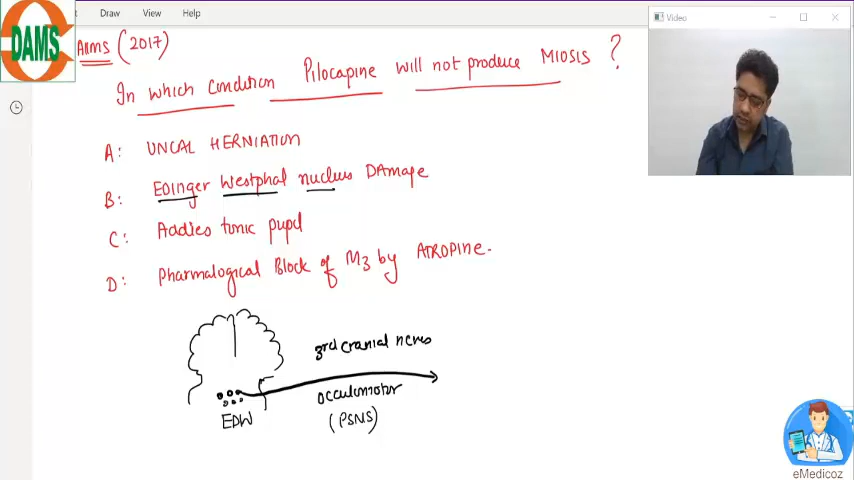 Draw View Help
Video
DAMS
AIIMS (2017)
In which condition Pilocapine will not produce MIOSIS ?
A: UNCAL HERNIATION
B: EDinger Westphal nucleus DAmage
C: Addies tonic pupil
D: Pharmalogical Block of M3 by ATROPINE.
3rd cranial nerve
occulomotor
(PSNS)
EDW
eMedicoz